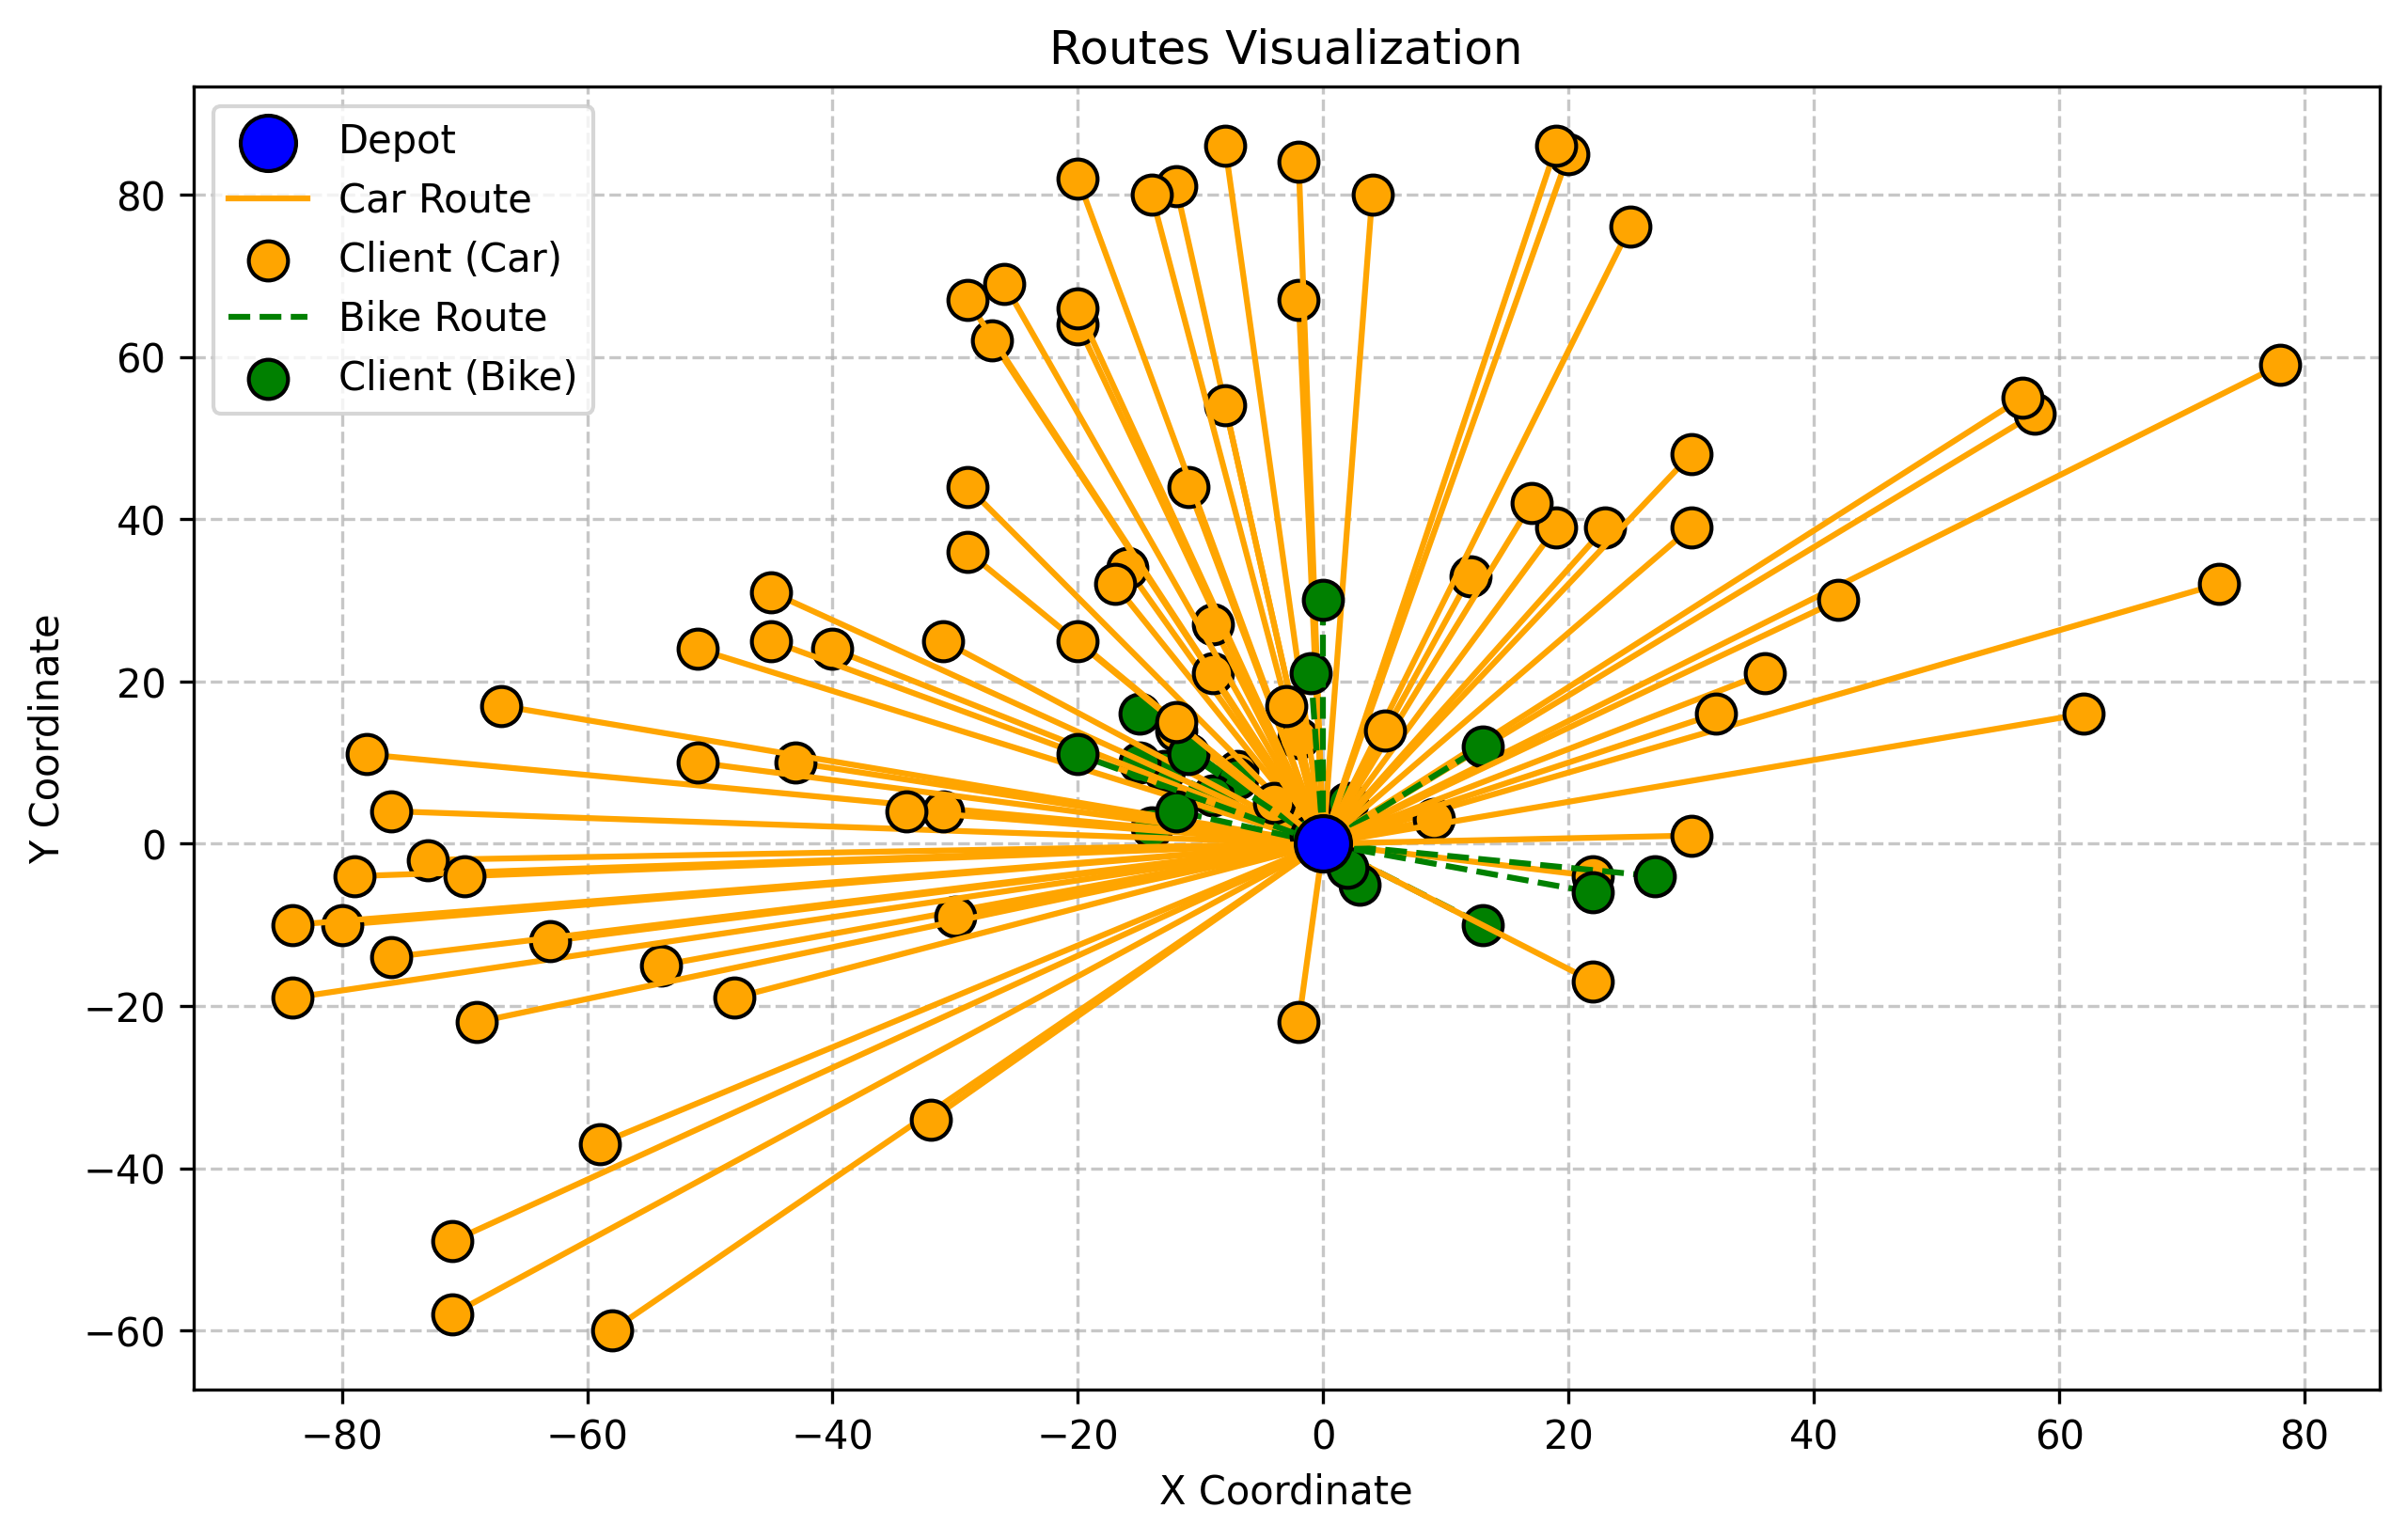 Routes Visualization
Depot
Car Route
Client (Car)
Bike Route
Client (Bike)
Y Coordinate
80
60
40
20
0
−20
−40
−60
−80
−60
−40
−20
0
20
40
60
80
X Coordinate